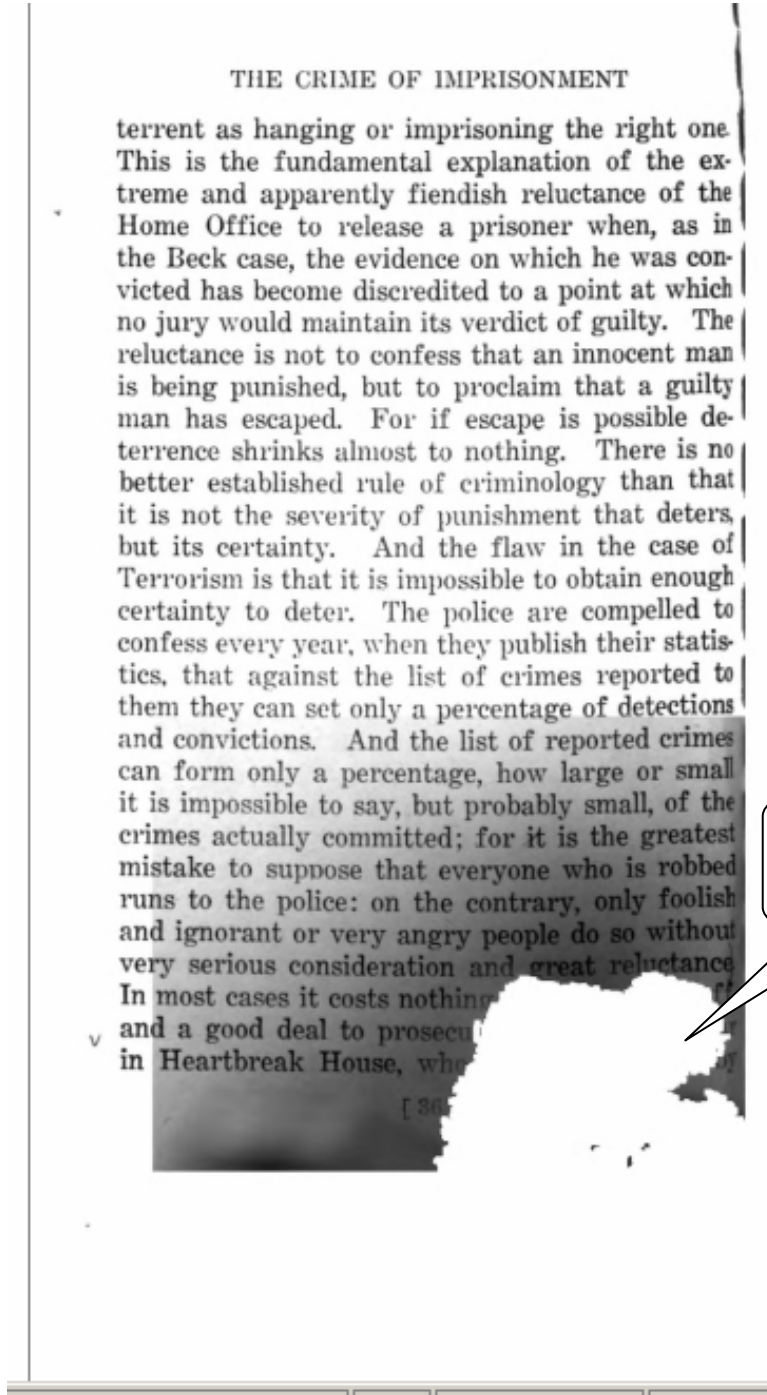 THE CRIME OF IMPRISONMENT
terrent as hanging or imprisoning the right one.
This is the fundamental explanation of the ex-
treme and apparently fiendish reluctance of the
Home Office to release a prisoner when, as in
the Beck case, the evidence on which he was con-
victed has become discredited to a point at which
no jury would maintain its verdict of guilty. The
reluctance is not to confess that an innocent man
is being punished, but to proclaim that a guilty
man has escaped. For if escape is possible de-
terrence shrinks almost to nothing. There is no
better established rule of criminology than that
it is not the severity of punishment that deters,
but its certainty. And the flaw in the case of
Terrorism is that it is impossible to obtain enough
certainty to deter. The police are compelled to
confess every year, when they publish their statis-
tics, that against the list of crimes reported to
them they can set only a percentage of detections
and convictions. And the list of reported crimes
can form only a percentage, how large or small
it is impossible to say, but probably small, of the
crimes actually committed; for it is the greatest
mistake to suppose that everyone who is robbed
runs to the police: on the contrary, only foolish
and ignorant or very angry people do so without
very serious consideration and great reluctance
In most cases it costs nothing
and a good deal to
in Heartbreak House,
[ 36